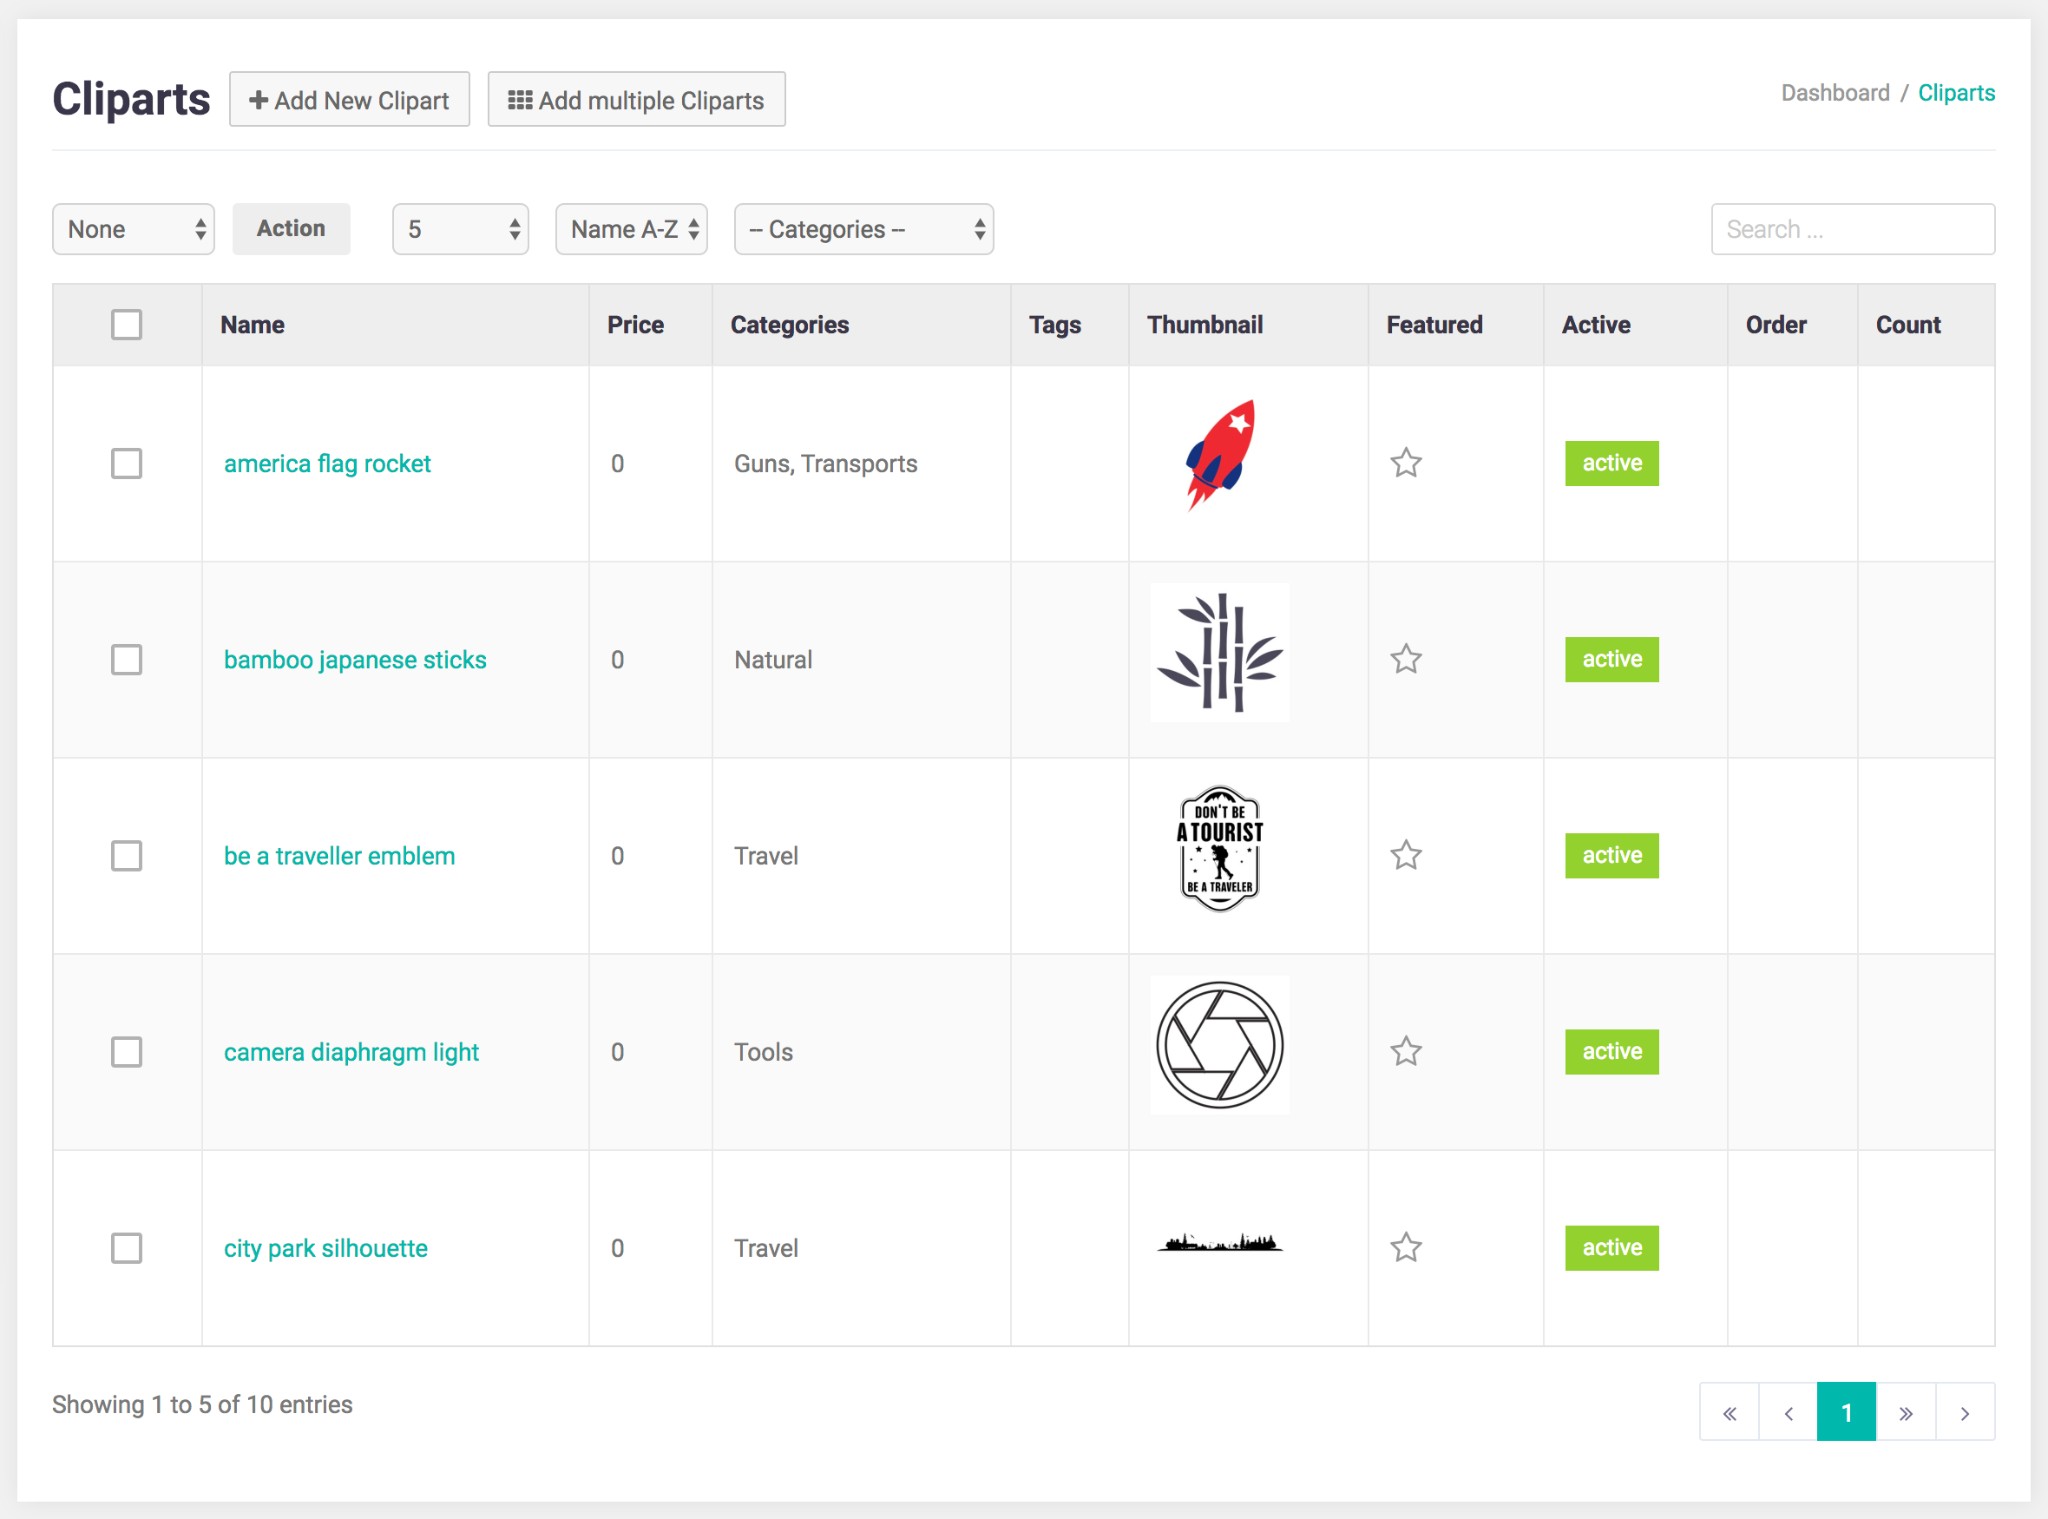 Cliparts
Add New Clipart
Add multiple Cliparts
Dashboard / Cliparts
None
Action
5
Name A-Z
-- Categories --
Search ...
Name Price Categories Tags Thumbnail Featured Active Order Count
america flag rocket 0 Guns, Transports active
bamboo japanese sticks 0 Natural active
DON'T BE
A TOURIST
be a traveller emblem 0 Travel active
BE A TRAVELER
camera diaphragm light 0 Tools active
city park silhouette 0 Travel active
Showing 1 to 5 of 10 entries
« ‹ 1 » ›